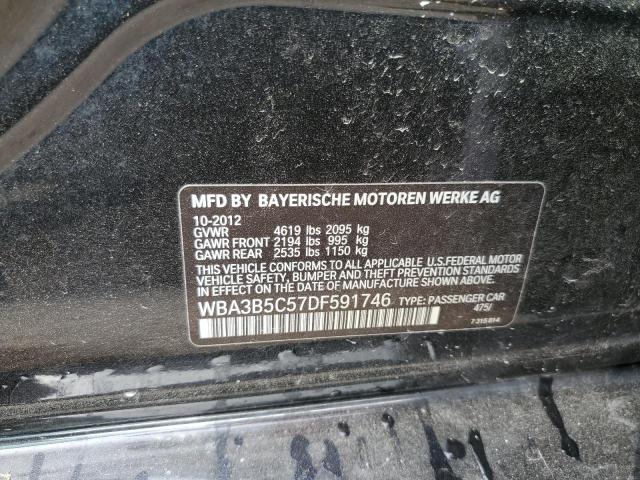 MFD BY BAYERISCHE MOTOREN WERKE AG
10-2012
GVWR 4619 lbs 2095 kg
GAWR FRONT 2194 lbs 995 kg
GAWR REAR 2535 lbs 1150 kg
THIS VEHICLE CONFORMS TO ALL APPLICABLE U.S.FEDERAL MOTOR
VEHICLE SAFETY, BUMPER, AND THEFT PREVENTION STANDARDS
IN EFFECT ON THE DATE OF MANUFACTURE SHOWN ABOVE.
WBA3B5C57DF591746 TYPE: PASSENGER CAR
475/
7315814